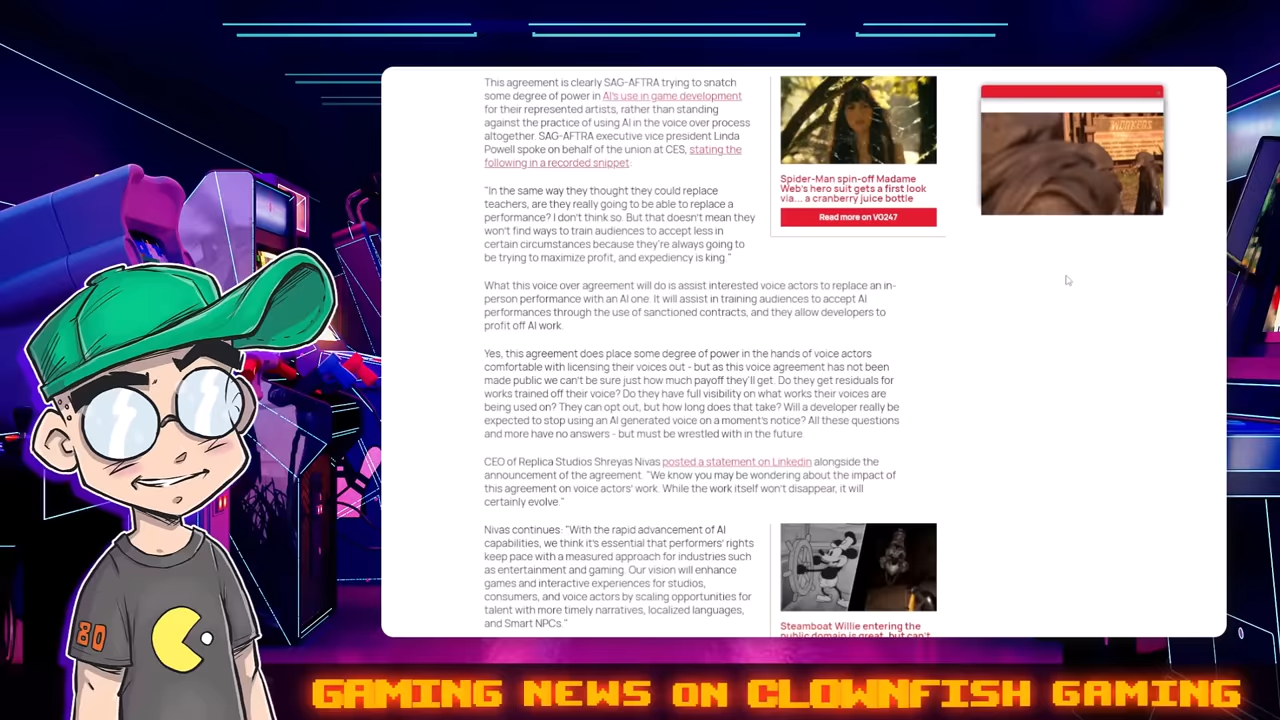 This agreement is clearly SAG-AFTRA trying to snatch
some degree of power in AI's use in game development
for their represented artists, rather than standing
against the practice of using AI in the voice over process
altogether. SAG-AFTRA executive vice president Linda
Powell spoke on behalf of the union at CES, stating the
following in a recorded snippet:
"In the same way they thought they could replace
teachers, are they really going to be able to replace a
performance? I don't think so. But that doesn't mean they
won't find ways to train audiences to accept less in
certain circumstances because they're always going to
be trying to maximize profit, and expediency is king."
What this voice over agreement will do is assist interested voice actors to replace an in-
person performance with an AI one. It will assist in training audiences to accept AI
performances through the use of sanctioned contracts, and they allow developers to
profit off AI work.
Yes, this agreement does place some degree of power in the hands of voice actors
comfortable with licensing their voices out - but as this voice agreement has not been
made public we can't be sure just how much payoff they'll get. Do they get residuals for
works trained off their voice? Do they have full visibility on what works their voices are
being used on? They can opt out, but how long does that take? Will a developer really be
expected to stop using an AI generated voice on a moment's notice? All these questions
and more have no answers - but must be wrestled with in the future.
CEO of Replica Studios Shreyas Nivas posted a statement on Linkedin alongside the
announcement of the agreement. "We know you may be wondering about the impact of
this agreement on voice actors' work. While the work itself won't disappear, it will
certainly evolve."
Nivas continues: "With the rapid advancement of AI
capabilities, we think it's essential that performers' rights
keep pace with a measured approach for industries such
as entertainment and gaming. Our vision will enhance
games and interactive experiences for studios,
consumers, and voice actors by scaling opportunities for
talent with more timely narratives, localized languages,
and Smart NPCs."
Spider-Man spin-off Madame
Web's hero suit gets a first look
via... a cranberry juice bottle
Read more on VG247
Steamboat Willie entering the
public domain is great, but can't
WORKERS
80
GAMING NEWS ON CLOWNFISH GAMING